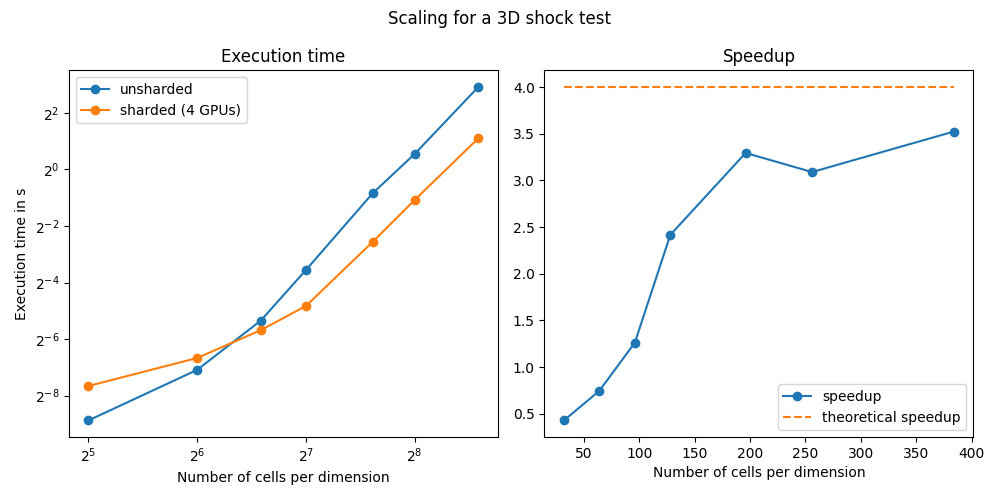 Scaling for a 3D shock test
Execution time
unsharded
sharded (4 GPUs)
2^2
2^0
2^-2
2^-4
2^-6
2^-8
Execution time in s
2^5
2^6
2^7
2^8
Number of cells per dimension
Speedup
4.0
3.5
3.0
2.5
2.0
1.5
1.0
0.5
speedup
theoretical speedup
50
100
150
200
250
300
350
400
Number of cells per dimension